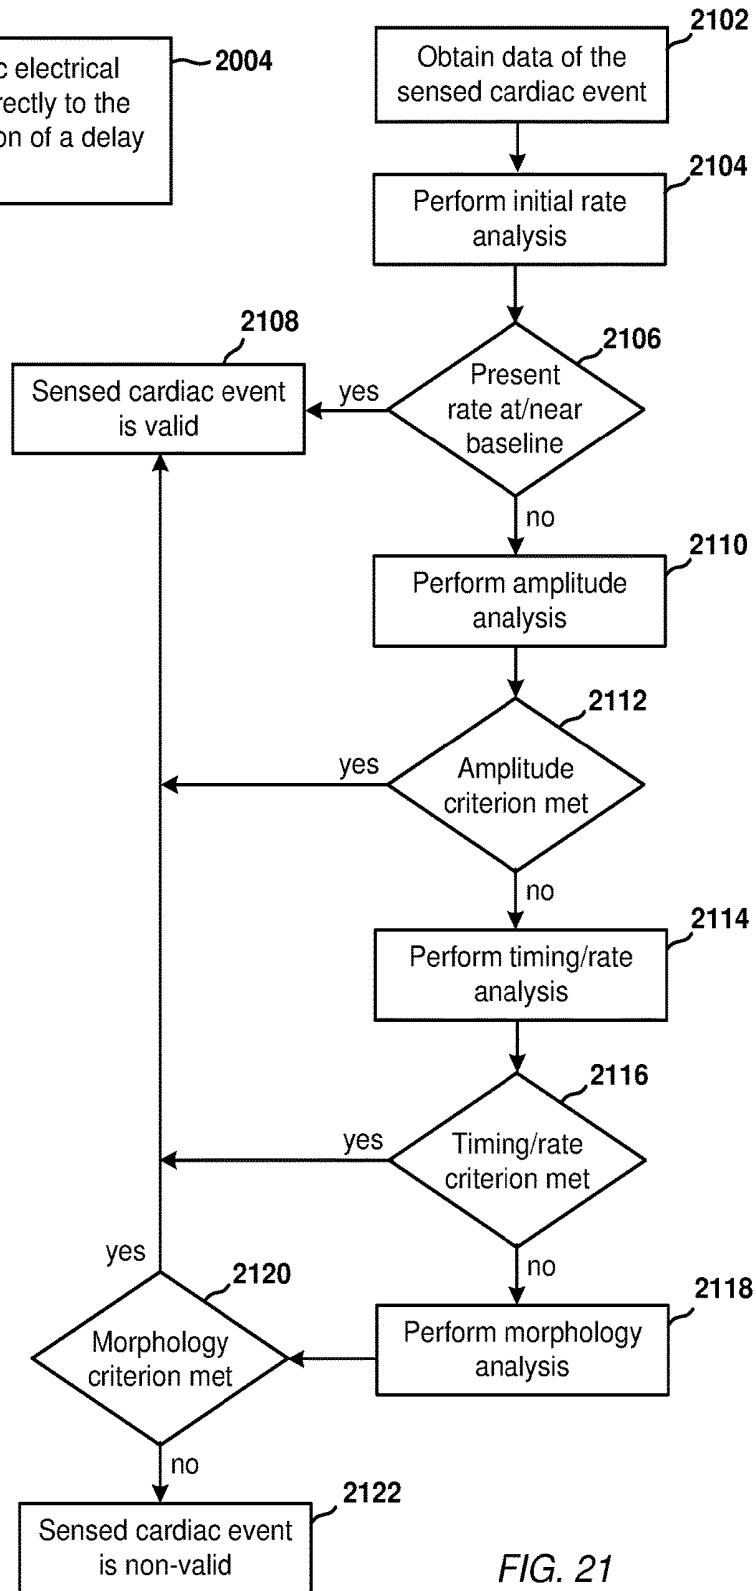 c electrical
rectly to the
on of a delay
2004
2102
Obtain data of the
sensed cardiac event
2104
Perform initial rate
analysis
2106
Present
rate at/near
baseline
yes
2108
Sensed cardiac event
is valid
no
2110
Perform amplitude
analysis
2112
Amplitude
criterion met
yes
no
2114
Perform timing/rate
analysis
2116
Timing/rate
criterion met
yes
no
2118
Perform morphology
analysis
2120
Morphology
criterion met
yes
no
2122
Sensed cardiac event
is non-valid
FIG. 21